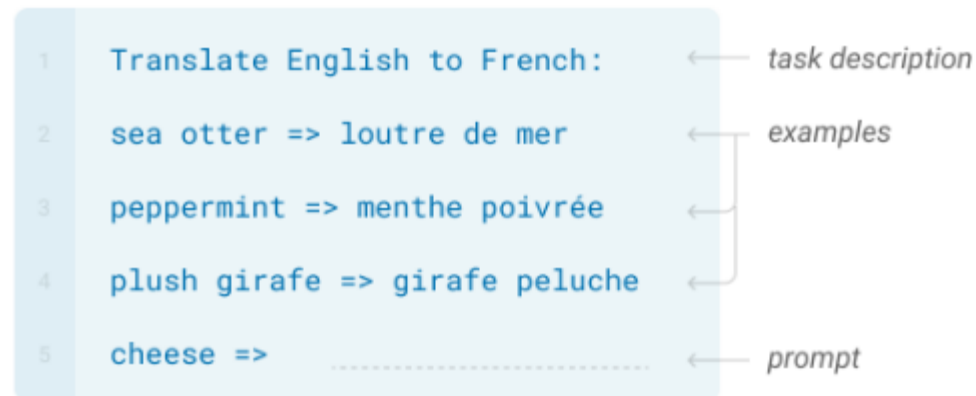 1 Translate English to French: task description
2 sea otter => loutre de mer examples
3 peppermint => menthe poivrée
4 plush girafe => girafe peluche
5 cheese => prompt